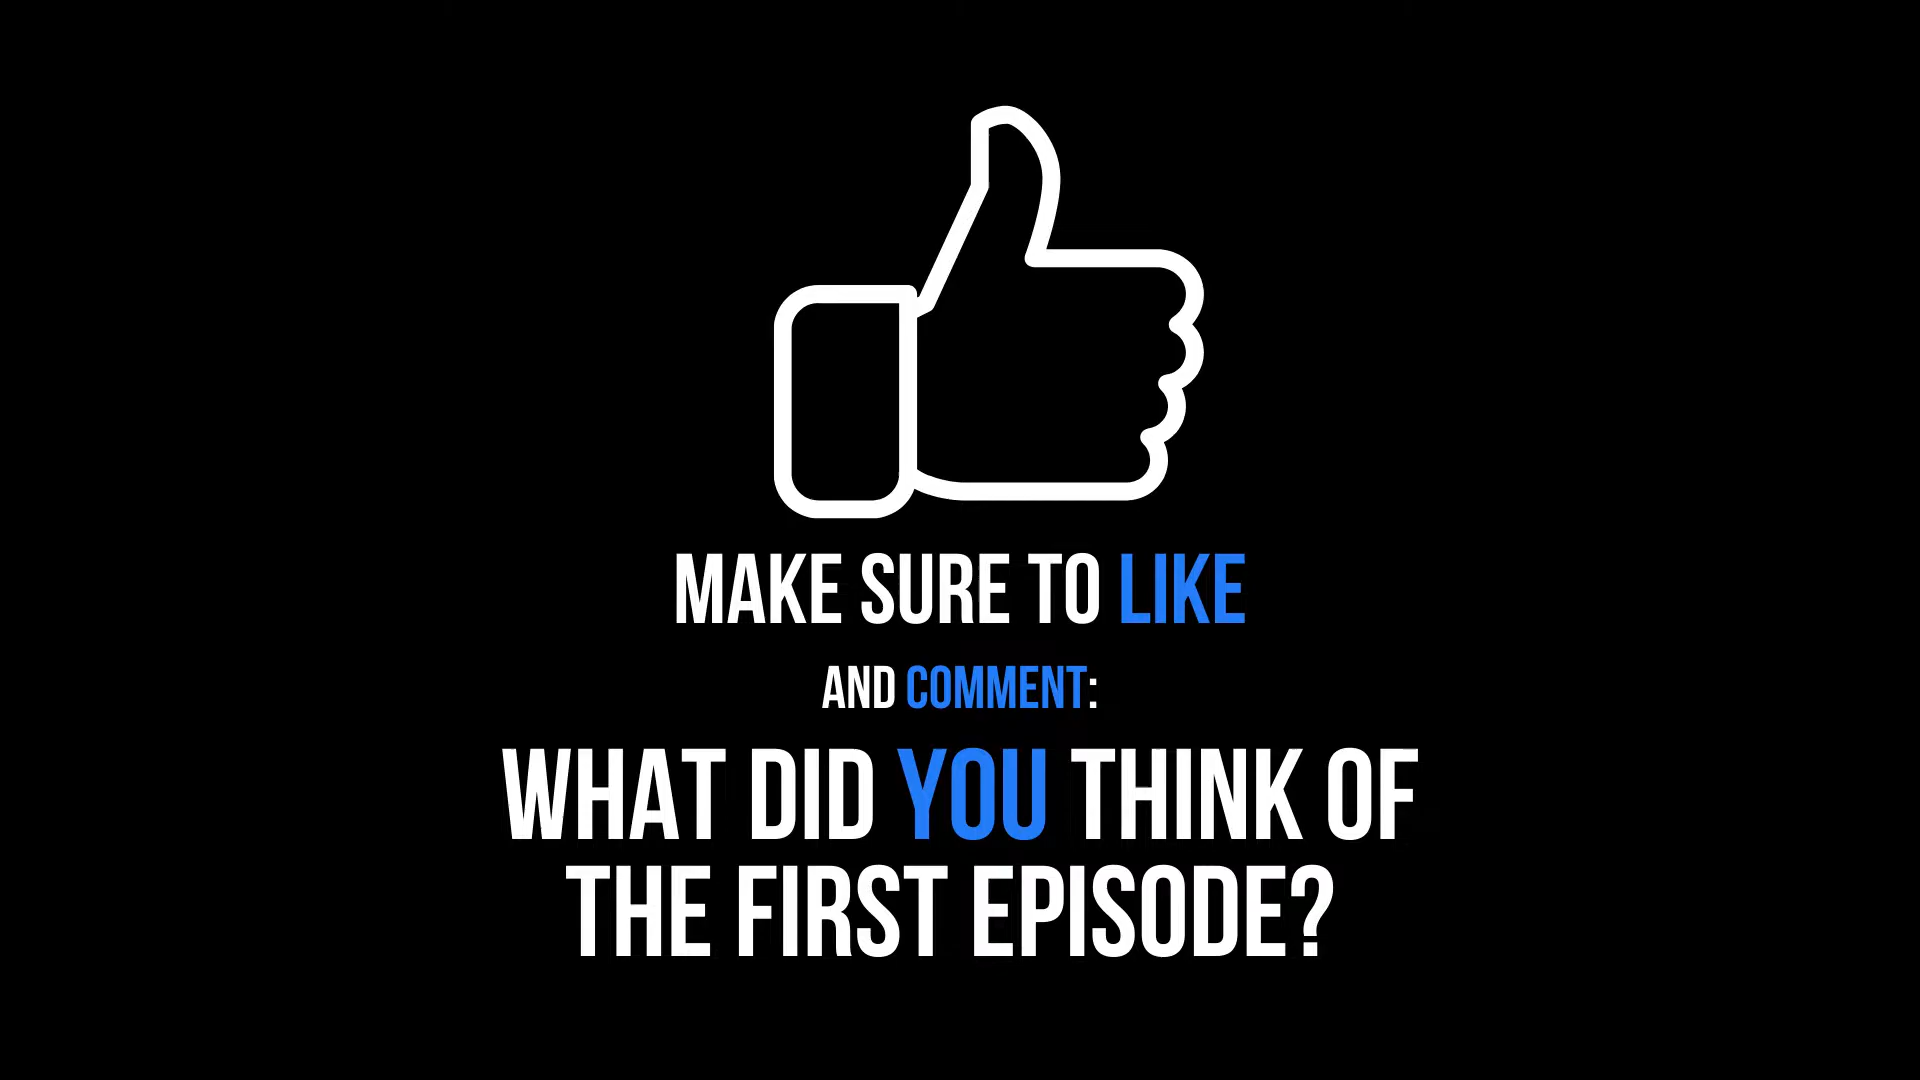 MAKE SURE TO LIKE
AND COMMENT:
WHAT DID YOU THINK OF
THE FIRST EPISODE?